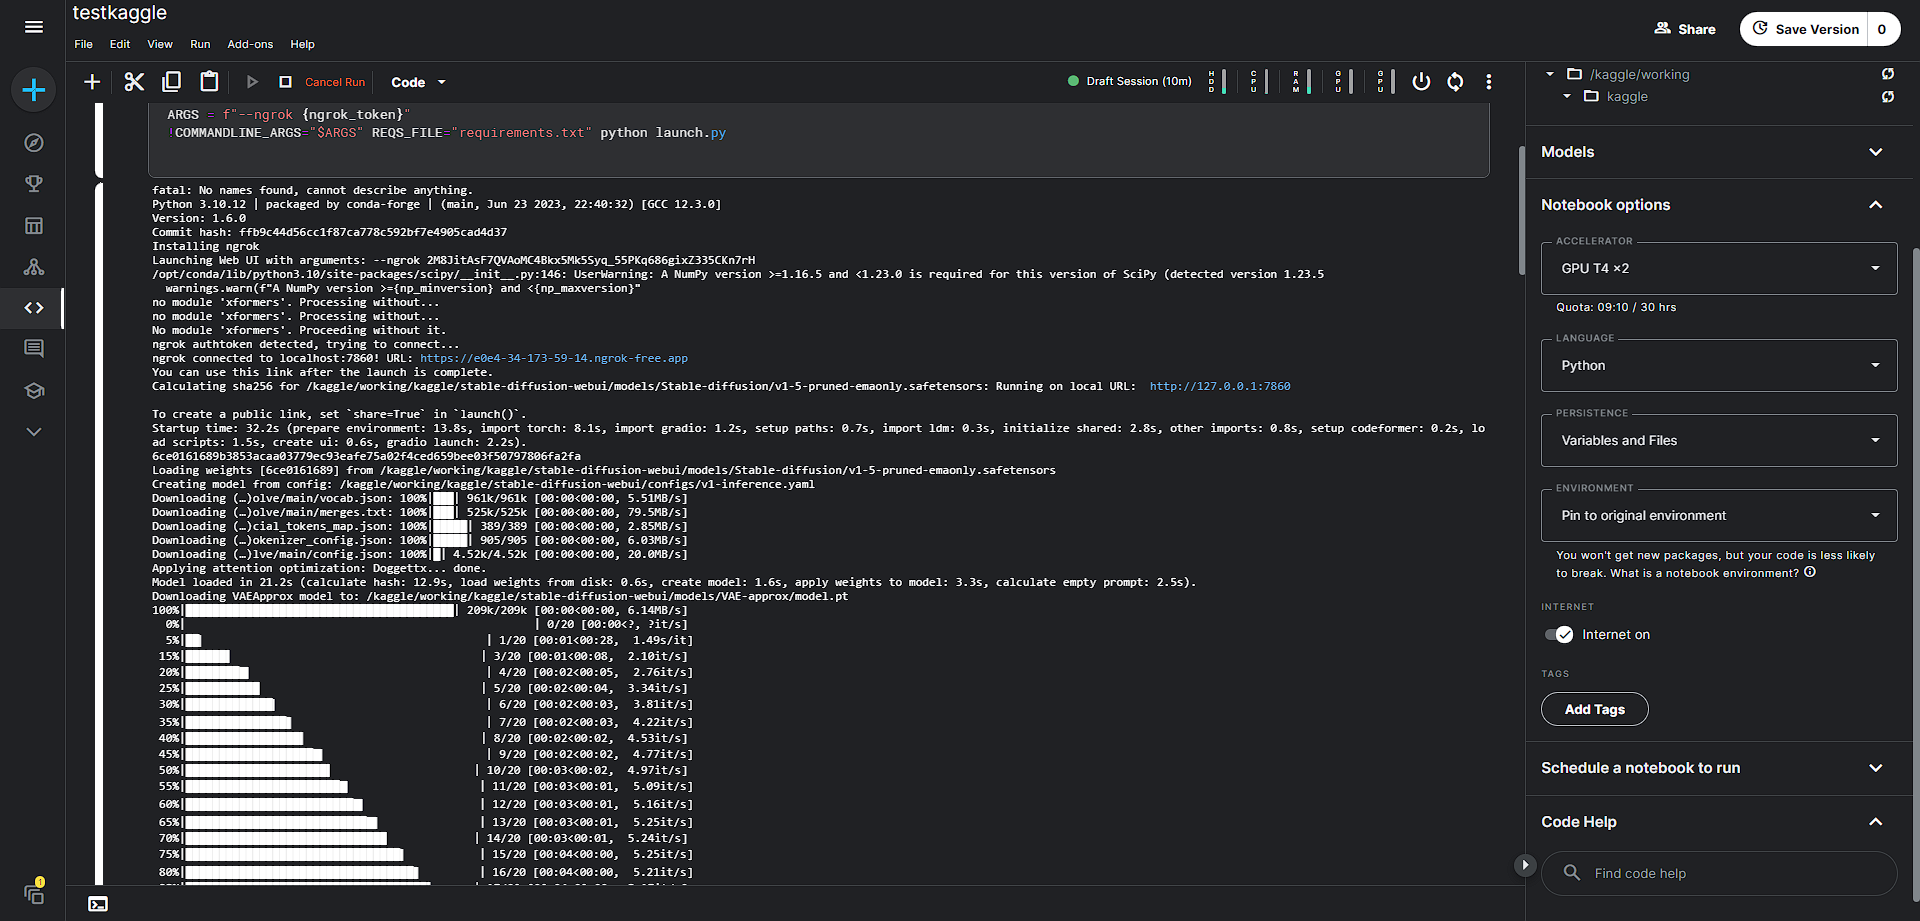 testkaggle
File Edit View Run Add-ons Help
Share
Save Version 0
Cancel Run
Code
Draft Session (10m)
HDD CPU RAM GPU GPU
ARGS = f"--ngrok {ngrok_token}"
!COMMANDLINE_ARGS="$ARGS" REQS_FILE="requirements.txt" python launch.py
fatal: No names found, cannot describe anything.
Python 3.10.12 | packaged by conda-forge | (main, Jun 23 2023, 22:40:32) [GCC 12.3.0]
Version: 1.6.0
Commit hash: ffb9c44d56cc1f87ca778c592bf7e4905cad4d37
Installing ngrok
Launching Web UI with arguments: --ngrok 2M8JitAsF7QVAoMC4Bkx5Mk5Syq_55PKq686gixZ335CKn7rH
/opt/conda/lib/python3.10/site-packages/scipy/__init__.py:146: UserWarning: A NumPy version >=1.16.5 and <1.23.0 is required for this version of SciPy (detected version 1.23.5
warnings.warn(f"A NumPy version >={np_minversion} and <{np_maxversion}"
no module 'xformers'. Processing without...
no module 'xformers'. Processing without...
No module 'xformers'. Proceeding without it.
ngrok authtoken detected, trying to connect...
ngrok connected to localhost:7860! URL: https://e0e4-34-173-59-14.ngrok-free.app
You can use this link after the launch is complete.
Calculating sha256 for /kaggle/working/kaggle/stable-diffusion-webui/models/Stable-diffusion/v1-5-pruned-emaonly.safetensors: Running on local URL:  http://127.0.0.1:7860
To create a public link, set `share=True` in `launch()`.
Startup time: 32.2s (prepare environment: 13.8s, import torch: 8.1s, import gradio: 1.2s, setup paths: 0.7s, import ldm: 0.3s, initialize shared: 2.8s, other imports: 0.8s, setup codeformer: 0.2s, lo
ad scripts: 1.5s, create ui: 0.6s, gradio launch: 2.2s).
6ce0161689b3853acaa03779ec93eafe75a02f4ced659bee03f50797806fa2fa
Loading weights [6ce0161689] from /kaggle/working/kaggle/stable-diffusion-webui/models/Stable-diffusion/v1-5-pruned-emaonly.safetensors
Creating model from config: /kaggle/working/kaggle/stable-diffusion-webui/configs/v1-inference.yaml
Downloading (…)olve/main/vocab.json: 100%|███| 961k/961k [00:00<00:00, 5.51MB/s]
Downloading (…)olve/main/merges.txt: 100%|███| 525k/525k [00:00<00:00, 79.5MB/s]
Downloading (…)cial_tokens_map.json: 100%|█████| 389/389 [00:00<00:00, 2.85MB/s]
Downloading (…)okenizer_config.json: 100%|█████| 905/905 [00:00<00:00, 6.03MB/s]
Downloading (…)lve/main/config.json: 100%|█| 4.52k/4.52k [00:00<00:00, 20.0MB/s]
Applying attention optimization: Doggettx... done.
Model loaded in 21.2s (calculate hash: 12.9s, load weights from disk: 0.6s, create model: 1.6s, apply weights to model: 3.3s, calculate empty prompt: 2.5s).
Downloading VAEApprox model to: /kaggle/working/kaggle/stable-diffusion-webui/models/VAE-approx/model.pt
100%| | 209k/209k [00:00<00:00, 6.14MB/s]
0%| | 0/20 [00:00<?, ?it/s]
5%| | 1/20 [00:01<00:28, 1.49s/it]
15%| | 3/20 [00:01<00:08, 2.10it/s]
20%| | 4/20 [00:02<00:05, 2.76it/s]
25%| | 5/20 [00:02<00:04, 3.34it/s]
30%| | 6/20 [00:02<00:03, 3.81it/s]
35%| | 7/20 [00:02<00:03, 4.22it/s]
40%| | 8/20 [00:02<00:02, 4.53it/s]
45%| | 9/20 [00:02<00:02, 4.77it/s]
50%| | 10/20 [00:03<00:02, 4.97it/s]
55%| | 11/20 [00:03<00:01, 5.09it/s]
60%| | 12/20 [00:03<00:01, 5.16it/s]
65%| | 13/20 [00:03<00:01, 5.25it/s]
70%| | 14/20 [00:03<00:01, 5.24it/s]
75%| | 15/20 [00:04<00:00, 5.25it/s]
80%| | 16/20 [00:04<00:00, 5.21it/s]
/kaggle/working
kaggle
Models
Notebook options
ACCELERATOR
GPU T4 ×2
Quota: 09:10 / 30 hrs
LANGUAGE
Python
PERSISTENCE
Variables and Files
ENVIRONMENT
Pin to original environment
You won't get new packages, but your code is less likely
to break. What is a notebook environment?
INTERNET
Internet on
TAGS
Add Tags
Schedule a notebook to run
Code Help
Find code help
1